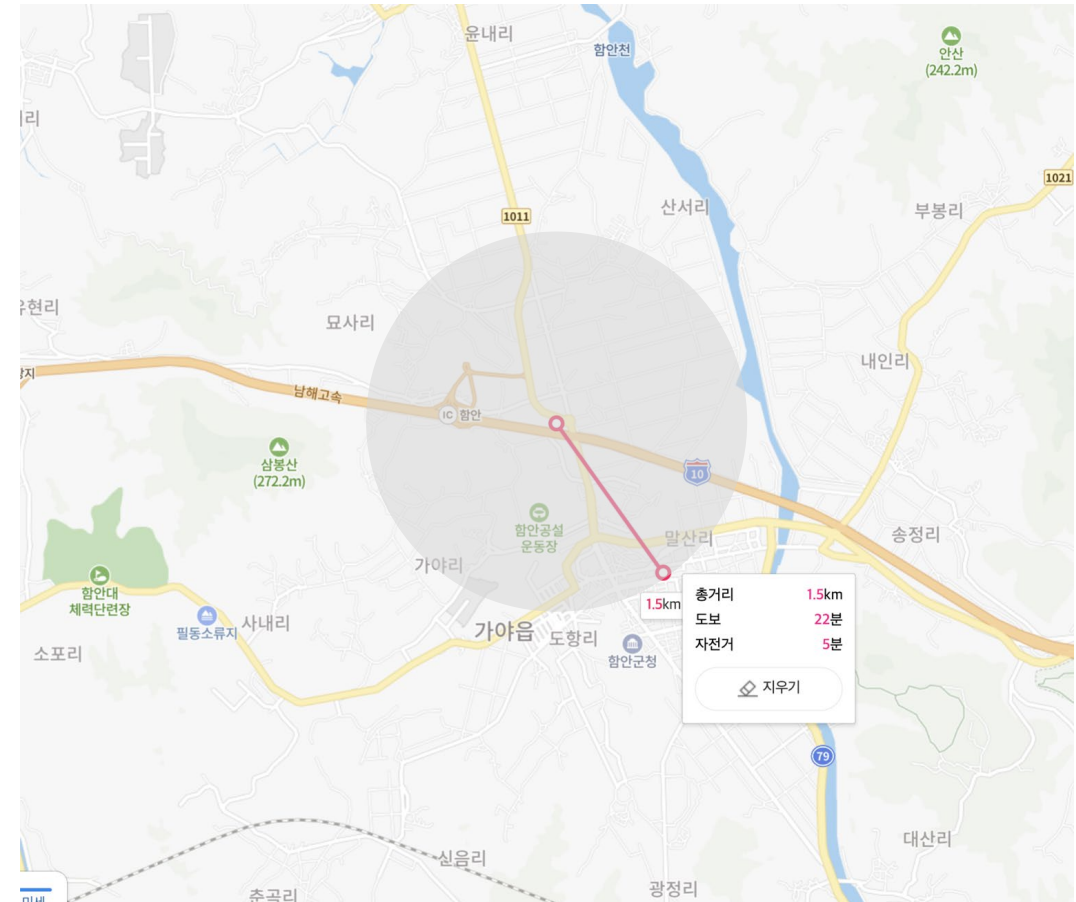 윤내리
함안천
안산
(242.2m)
1021
산서리
부봉리
1011
묘사리
내인리
남해고속
IC 함안
삼봉산
(272.2m)
10
함안공설
운동장
말산리
송정리
가야리
함안대
체력단련장
필동소류지
사내리
소포리
가야읍
도항리
함안군청
1.5km
총거리 1.5km
도보 22분
자전거 5분
지우기
79
대산리
신음리
광정리
춘곡리